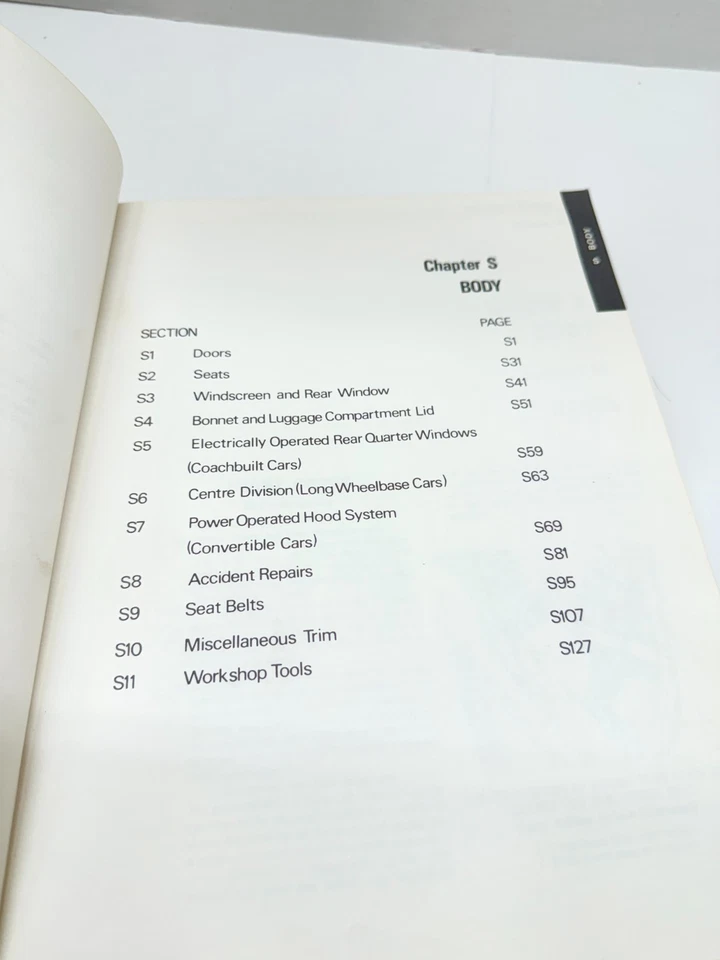 S BODY
Chapter S
BODY
SECTION PAGE
S1 Doors S1
S2 Seats S31
S3 Windscreen and Rear Window S41
S4 Bonnet and Luggage Compartment Lid S51
S5 Electrically Operated Rear Quarter Windows
(Coachbuilt Cars) S59
S6 Centre Division (Long Wheelbase Cars) S63
S7 Power Operated Hood System
(Convertible Cars) S69
S8 Accident Repairs S81
S9 Seat Belts S95
S10 Miscellaneous Trim S107
S11 Workshop Tools S127